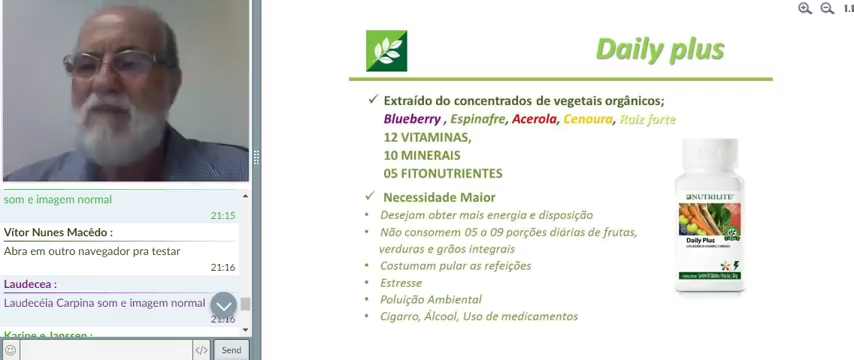 som e imagem normal
21:15
Vitor Nunes Macêdo :
Abra em outro navegador pra testar
21:16
Laudecea :
Laudecéia Carpina som e imagem normal
21:16
Karine e Janssen :
Send
1.1
Daily plus
Extraído do concentrados de vegetais orgânicos;
Blueberry , Espinafre, Acerola, Cenoura, Raiz forte
12 VITAMINAS,
10 MINERAIS
05 FITONUTRIENTES
Necessidade Maior
• Desejam obter mais energia e disposição
• Não consomem 05 a 09 porções diárias de frutas,
verduras e grãos integrais
• Costumam pular as refeições
• Estresse
• Poluição Ambiental
• Cigarro, Álcool, Uso de medicamentos
NUTRILITE
Daily Plus